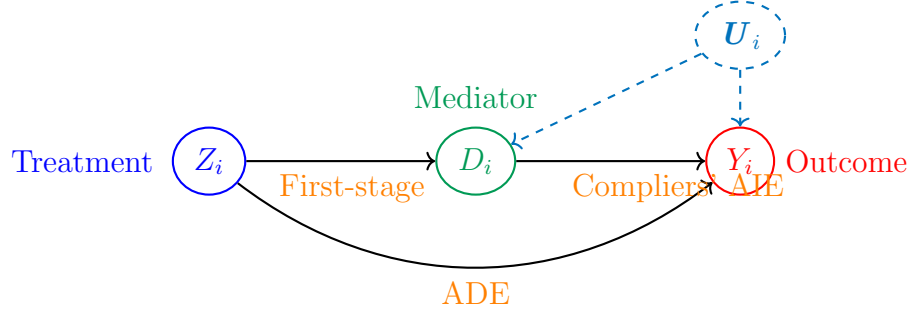 U_i
Mediator
Treatment
Z_i
D_i
Y_i
Outcome
First-stage
Compliers' AIE
ADE